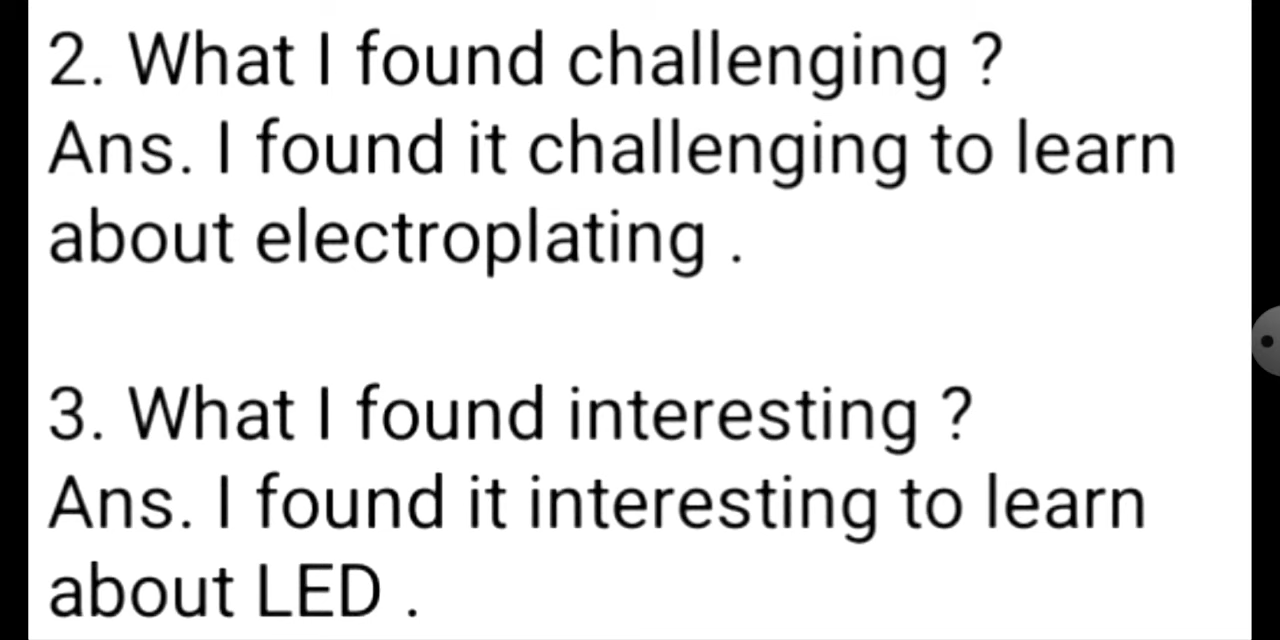 2. What I found challenging ?
Ans. I found it challenging to learn
about electroplating .
3. What I found interesting ?
Ans. I found it interesting to learn
about LED .